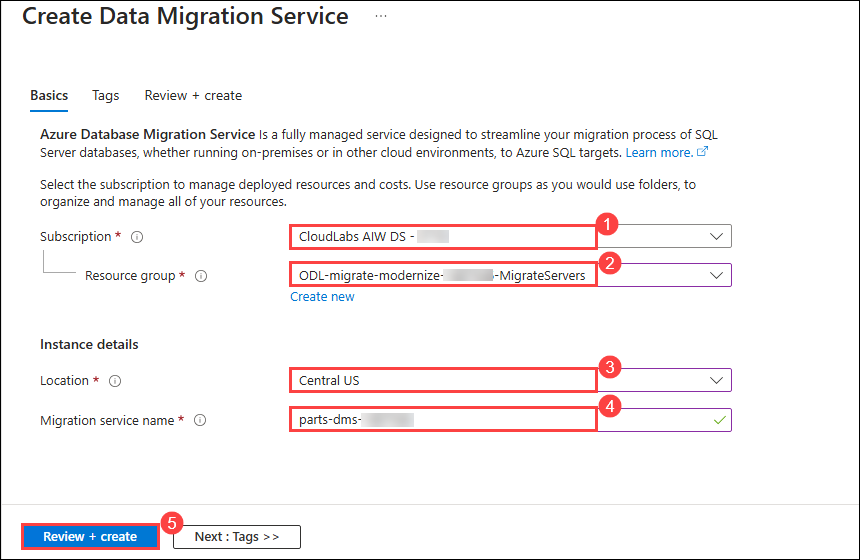 Create Data Migration Service ...
Basics Tags Review + create
Azure Database Migration Service Is a fully managed service designed to streamline your migration process of SQL
Server databases, whether running on-premises or in other cloud environments, to Azure SQL targets. Learn more.
Select the subscription to manage deployed resources and costs. Use resource groups as you would use folders, to
organize and manage all of your resources.
1
Subscription * CloudLabs AIW DS -
2
Resource group * ODL-migrate-modernize- -MigrateServers
Create new
Instance details
3
Location * Central US
4
Migration service name * parts-dms-
5
Review + create Next : Tags >>